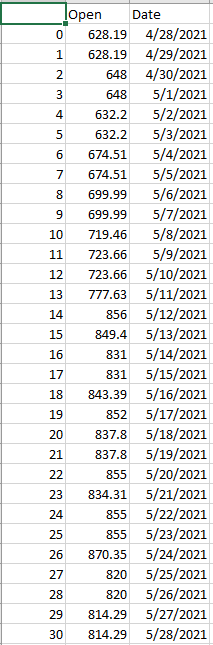 Open Date
0 628.19 4/28/2021
1 628.19 4/29/2021
2 648 4/30/2021
3 648 5/1/2021
4 632.2 5/2/2021
5 632.2 5/3/2021
6 674.51 5/4/2021
7 674.51 5/5/2021
8 699.99 5/6/2021
9 699.99 5/7/2021
10 719.46 5/8/2021
11 723.66 5/9/2021
12 723.66 5/10/2021
13 777.63 5/11/2021
14 856 5/12/2021
15 849.4 5/13/2021
16 831 5/14/2021
17 831 5/15/2021
18 843.39 5/16/2021
19 852 5/17/2021
20 837.8 5/18/2021
21 837.8 5/19/2021
22 855 5/20/2021
23 834.31 5/21/2021
24 855 5/22/2021
25 855 5/23/2021
26 870.35 5/24/2021
27 820 5/25/2021
28 820 5/26/2021
29 814.29 5/27/2021
30 814.29 5/28/2021